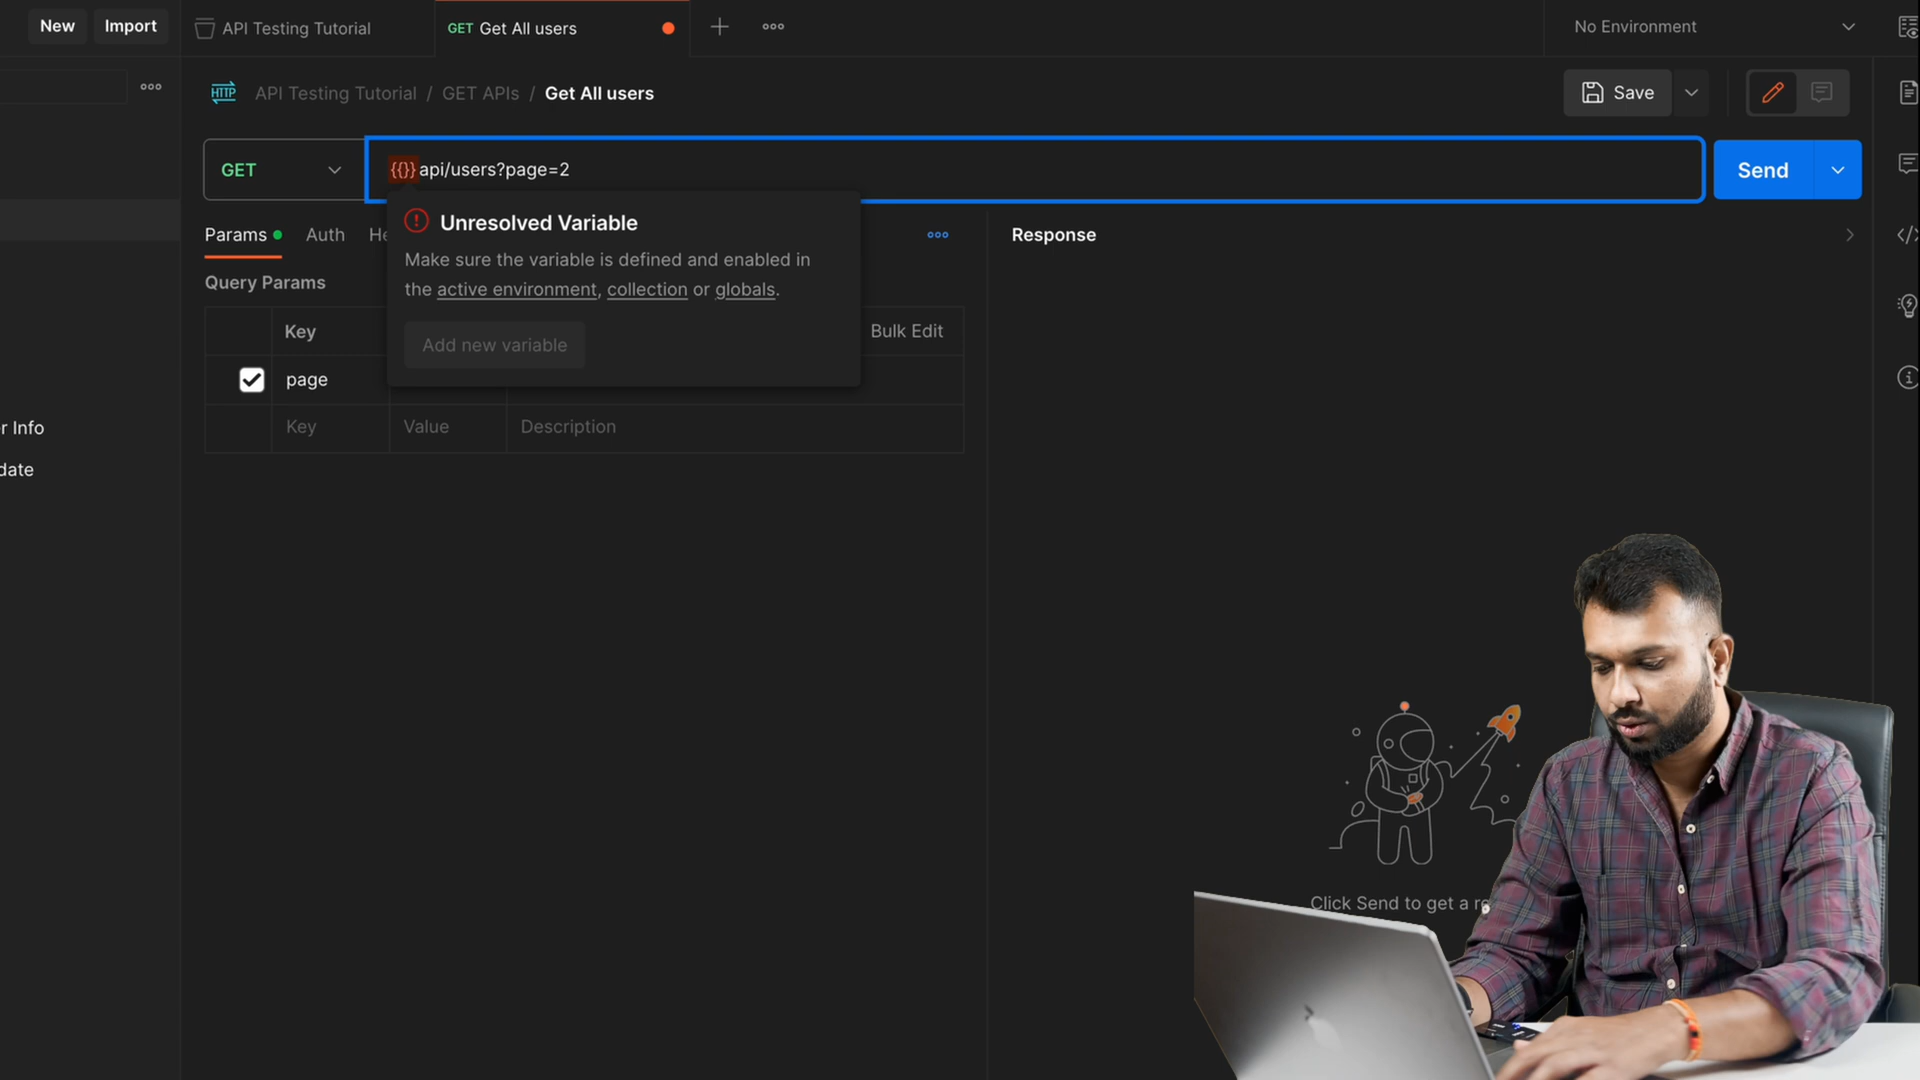 New
Import
API Testing Tutorial
GET Get All users
No Environment
HTTP
API Testing Tutorial / GET APIs / Get All users
Save
GET
{{}}api/users?page=2
Send
Params
Auth
He
Unresolved Variable
Make sure the variable is defined and enabled in
the active environment, collection or globals.
Add new variable
Response
Query Params
Key
Bulk Edit
page
Key
Value
Description
r Info
date
Click Send to get a re